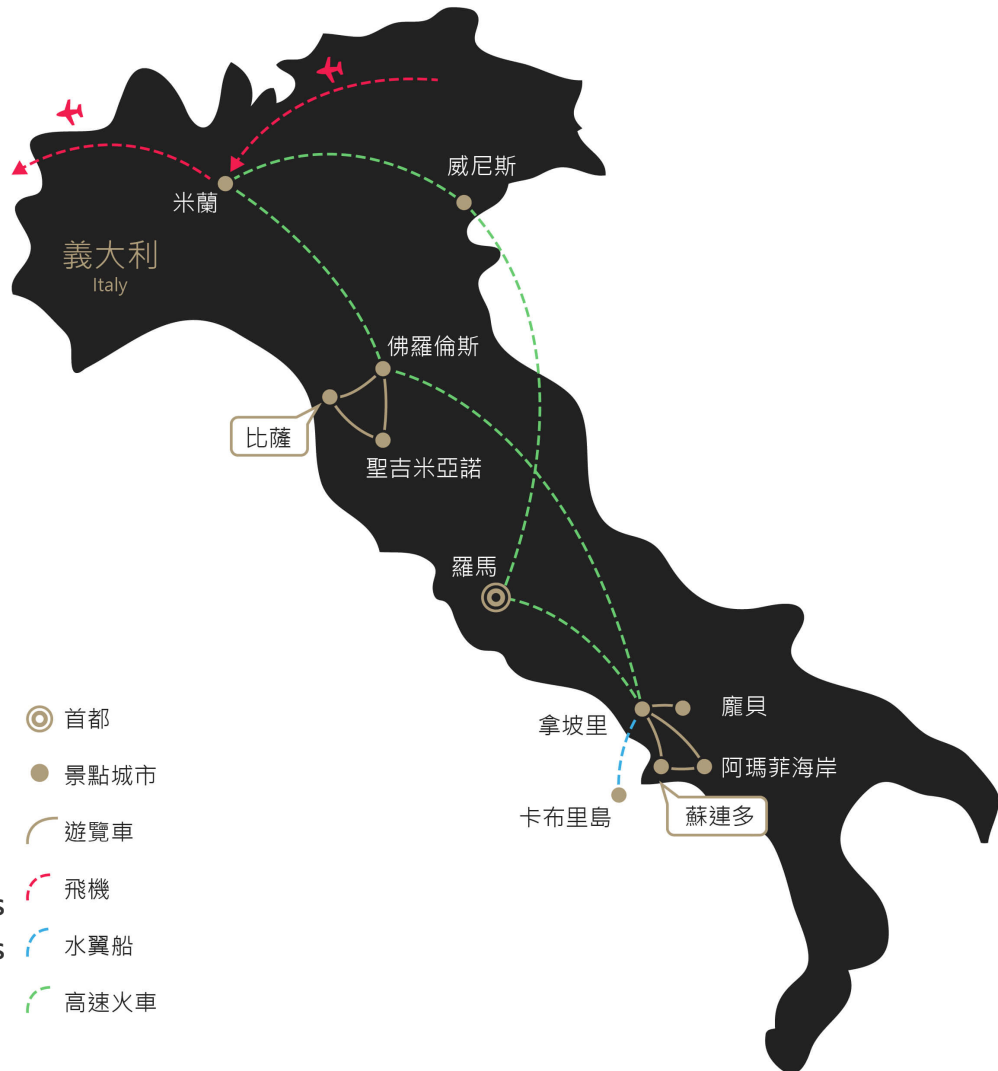 威尼斯
米蘭
義大利
Italy
佛羅倫斯
比薩
聖吉米亞諾
羅馬
龐貝
拿坡里
阿瑪菲海岸
卡布里島
蘇連多
首都
景點城市
遊覽車
飛機
s
水翼船
s
高速火車